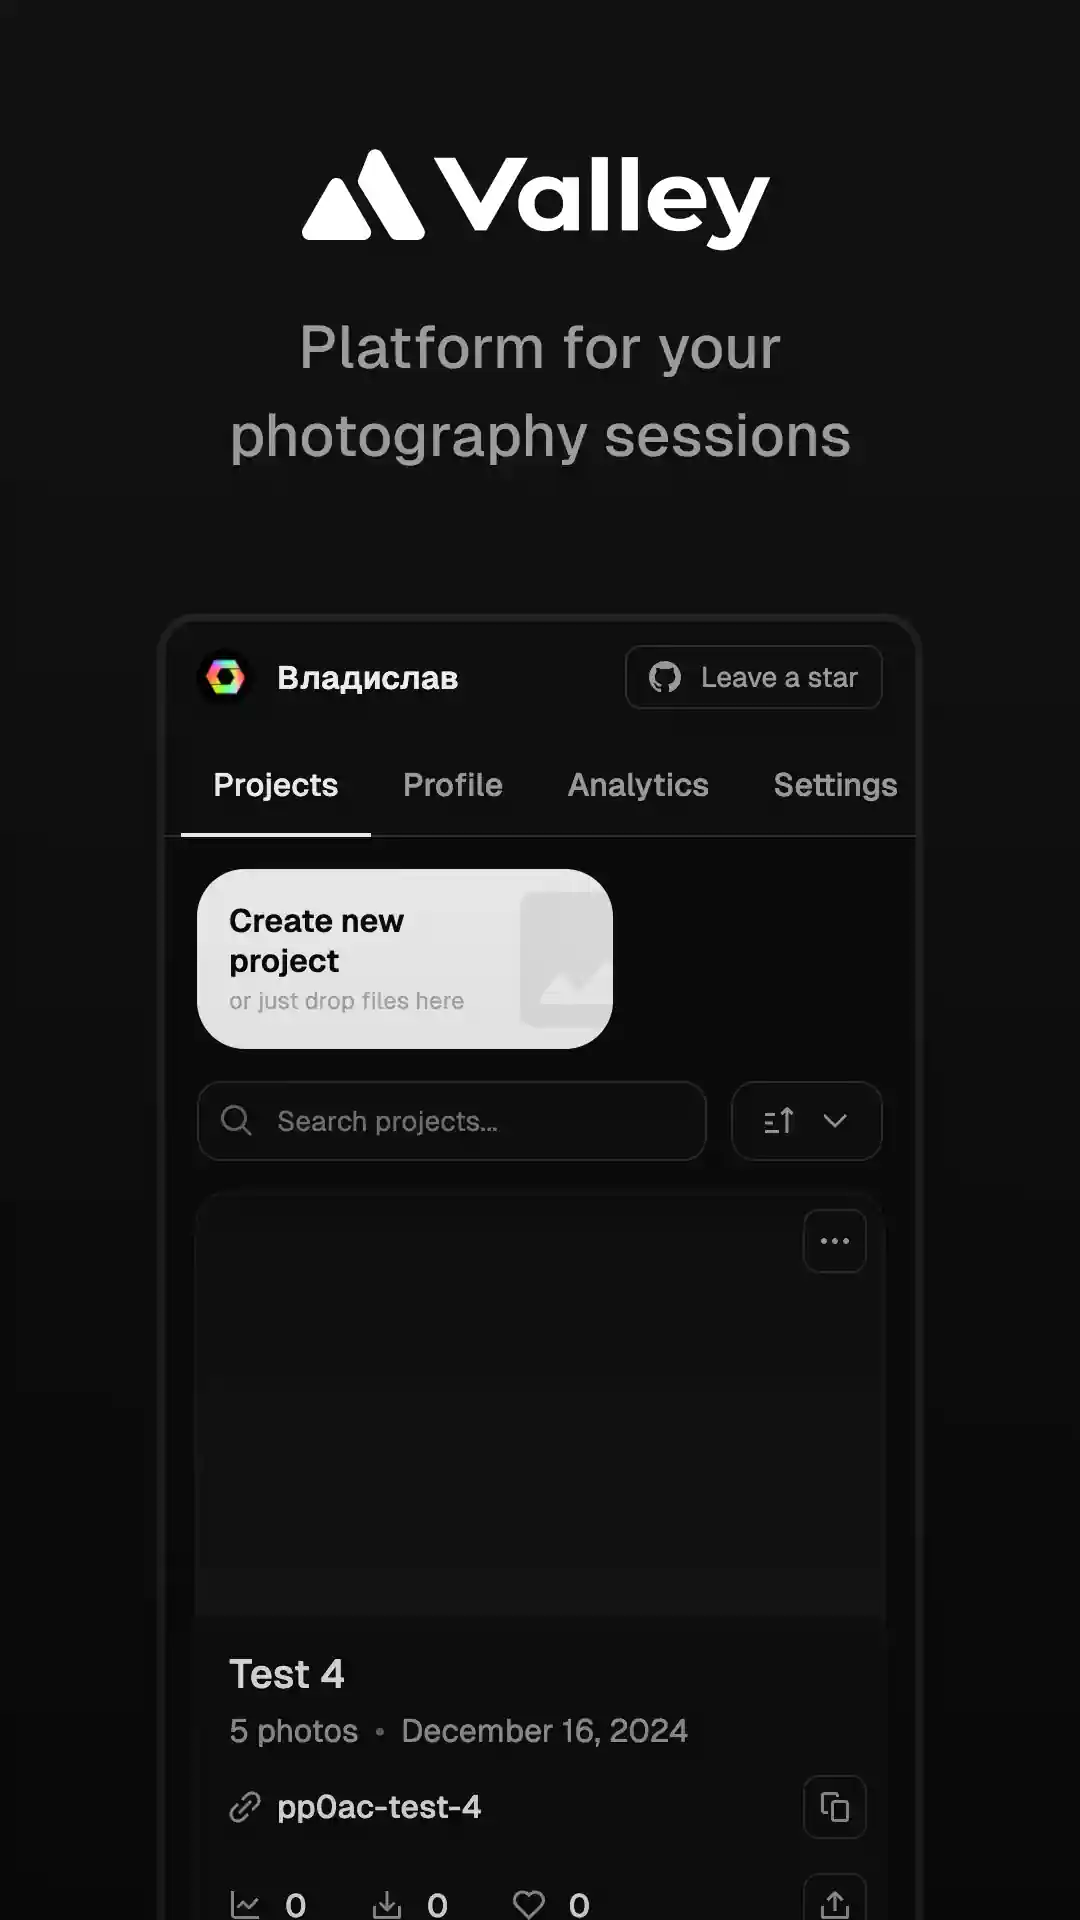 Valley
Platform for your
photography sessions
Владислав
Leave a star
Projects Profile Analytics Settings
Create new
project
or just drop files here
Search projects...
Test 4
5 photos • December 16, 2024
pp0ac-test-4
0 0 0